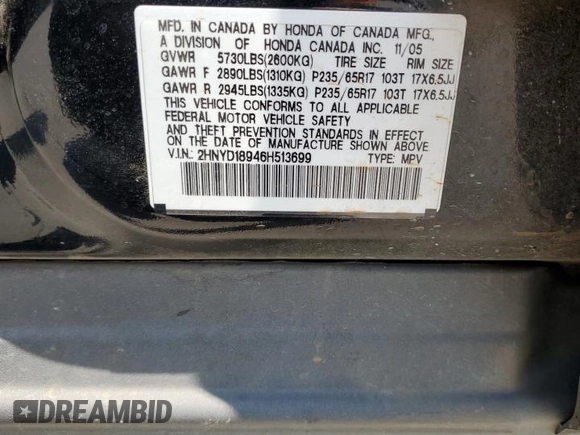 MFD. IN CANADA BY HONDA OF CANADA MFG.,
A DIVISION OF HONDA CANADA INC. 11/05
GVWR 5730LBS(2600KG) TIRE SIZE RIM SIZE
GAWR F 2890LBS(1310KG) P235/65R17 103T 17X6.5JJ
GAWR R 2945LBS(1335KG) P235/65R17 103T 17X6.5JJ
THIS VEHICLE CONFORMS TO ALL APPLICABLE
FEDERAL MOTOR VEHICLE SAFETY
AND THEFT PREVENTION STANDARDS IN EFFECT
ON THE DATE OF MANUFACTURE SHOWN ABOVE.
V.I.N.: 2HNYD18946H513699 TYPE: MPV
DREAMBID